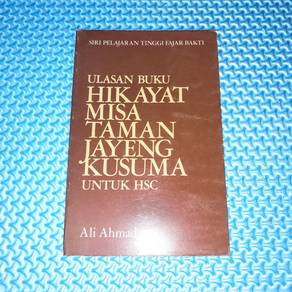 SIRI PELAJARAN TINGGI FAJAR BAKTI
ULASAN BUKU
HIKAYAT
MISA
TAMAN
JAYENG
KUSUMA
UNTUK HSC
Ali Ahmad